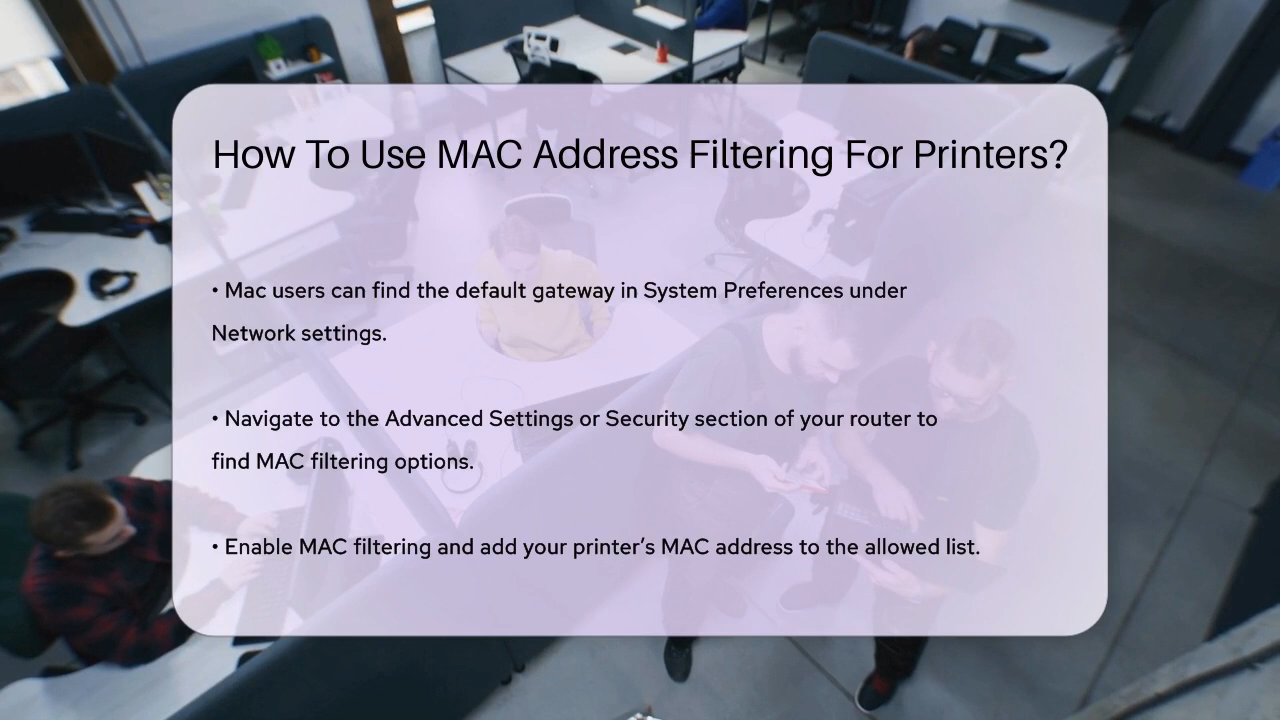 How To Use MAC Address Filtering For Printers?
• Mac users can find the default gateway in System Preferences under
Network settings.
• Navigate to the Advanced Settings or Security section of your router to
find MAC filtering options.
• Enable MAC filtering and add your printer’s MAC address to the allowed list.